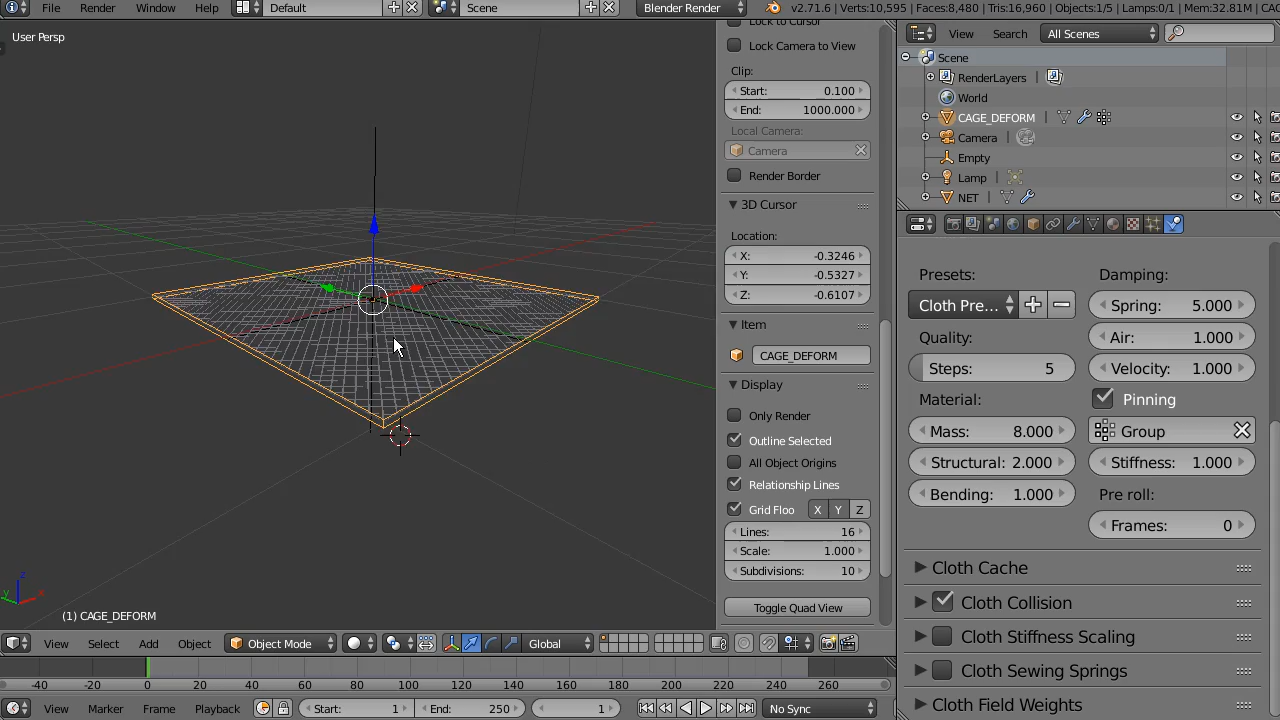 File Render Window Help Default Scene Blender Render v2.71.6 | Verts:10,595 | Faces:8,480 | Tris:16,960 | Objects:1/5 | Lamps:0/1 | Mem:32.81M | CAG
User Persp
Lock to Cursor
Lock Camera to View
Clip:
Start: 0.100
End: 1000.000
Local Camera:
Camera
Render Border
3D Cursor
Location:
X: -0.3246
Y: -0.5327
Z: -0.6107
Item
CAGE_DEFORM
Display
Only Render
Outline Selected
All Object Origins
Relationship Lines
Grid Floo X Y Z
Lines: 16
Scale: 1.000
Subdivisions: 10
Toggle Quad View
View Search All Scenes
Scene
RenderLayers
World
CAGE_DEFORM
Camera
Empty
Lamp
NET
Presets:
Cloth Pre...
Quality:
Steps: 5
Material:
Mass: 8.000
Structural: 2.000
Bending: 1.000
Damping:
Spring: 5.000
Air: 1.000
Velocity: 1.000
Pinning
Group
Stiffness: 1.000
Pre roll:
Frames: 0
Cloth Cache
Cloth Collision
Cloth Stiffness Scaling
Cloth Sewing Springs
Cloth Field Weights
z
y x
(1) CAGE_DEFORM
View Select Add Object Object Mode Global
-40 -20 0 20 40 60 80 100 120 140 160 180 200 220 240 260
View Marker Frame Playback Start: 1 End: 250 1 No Sync